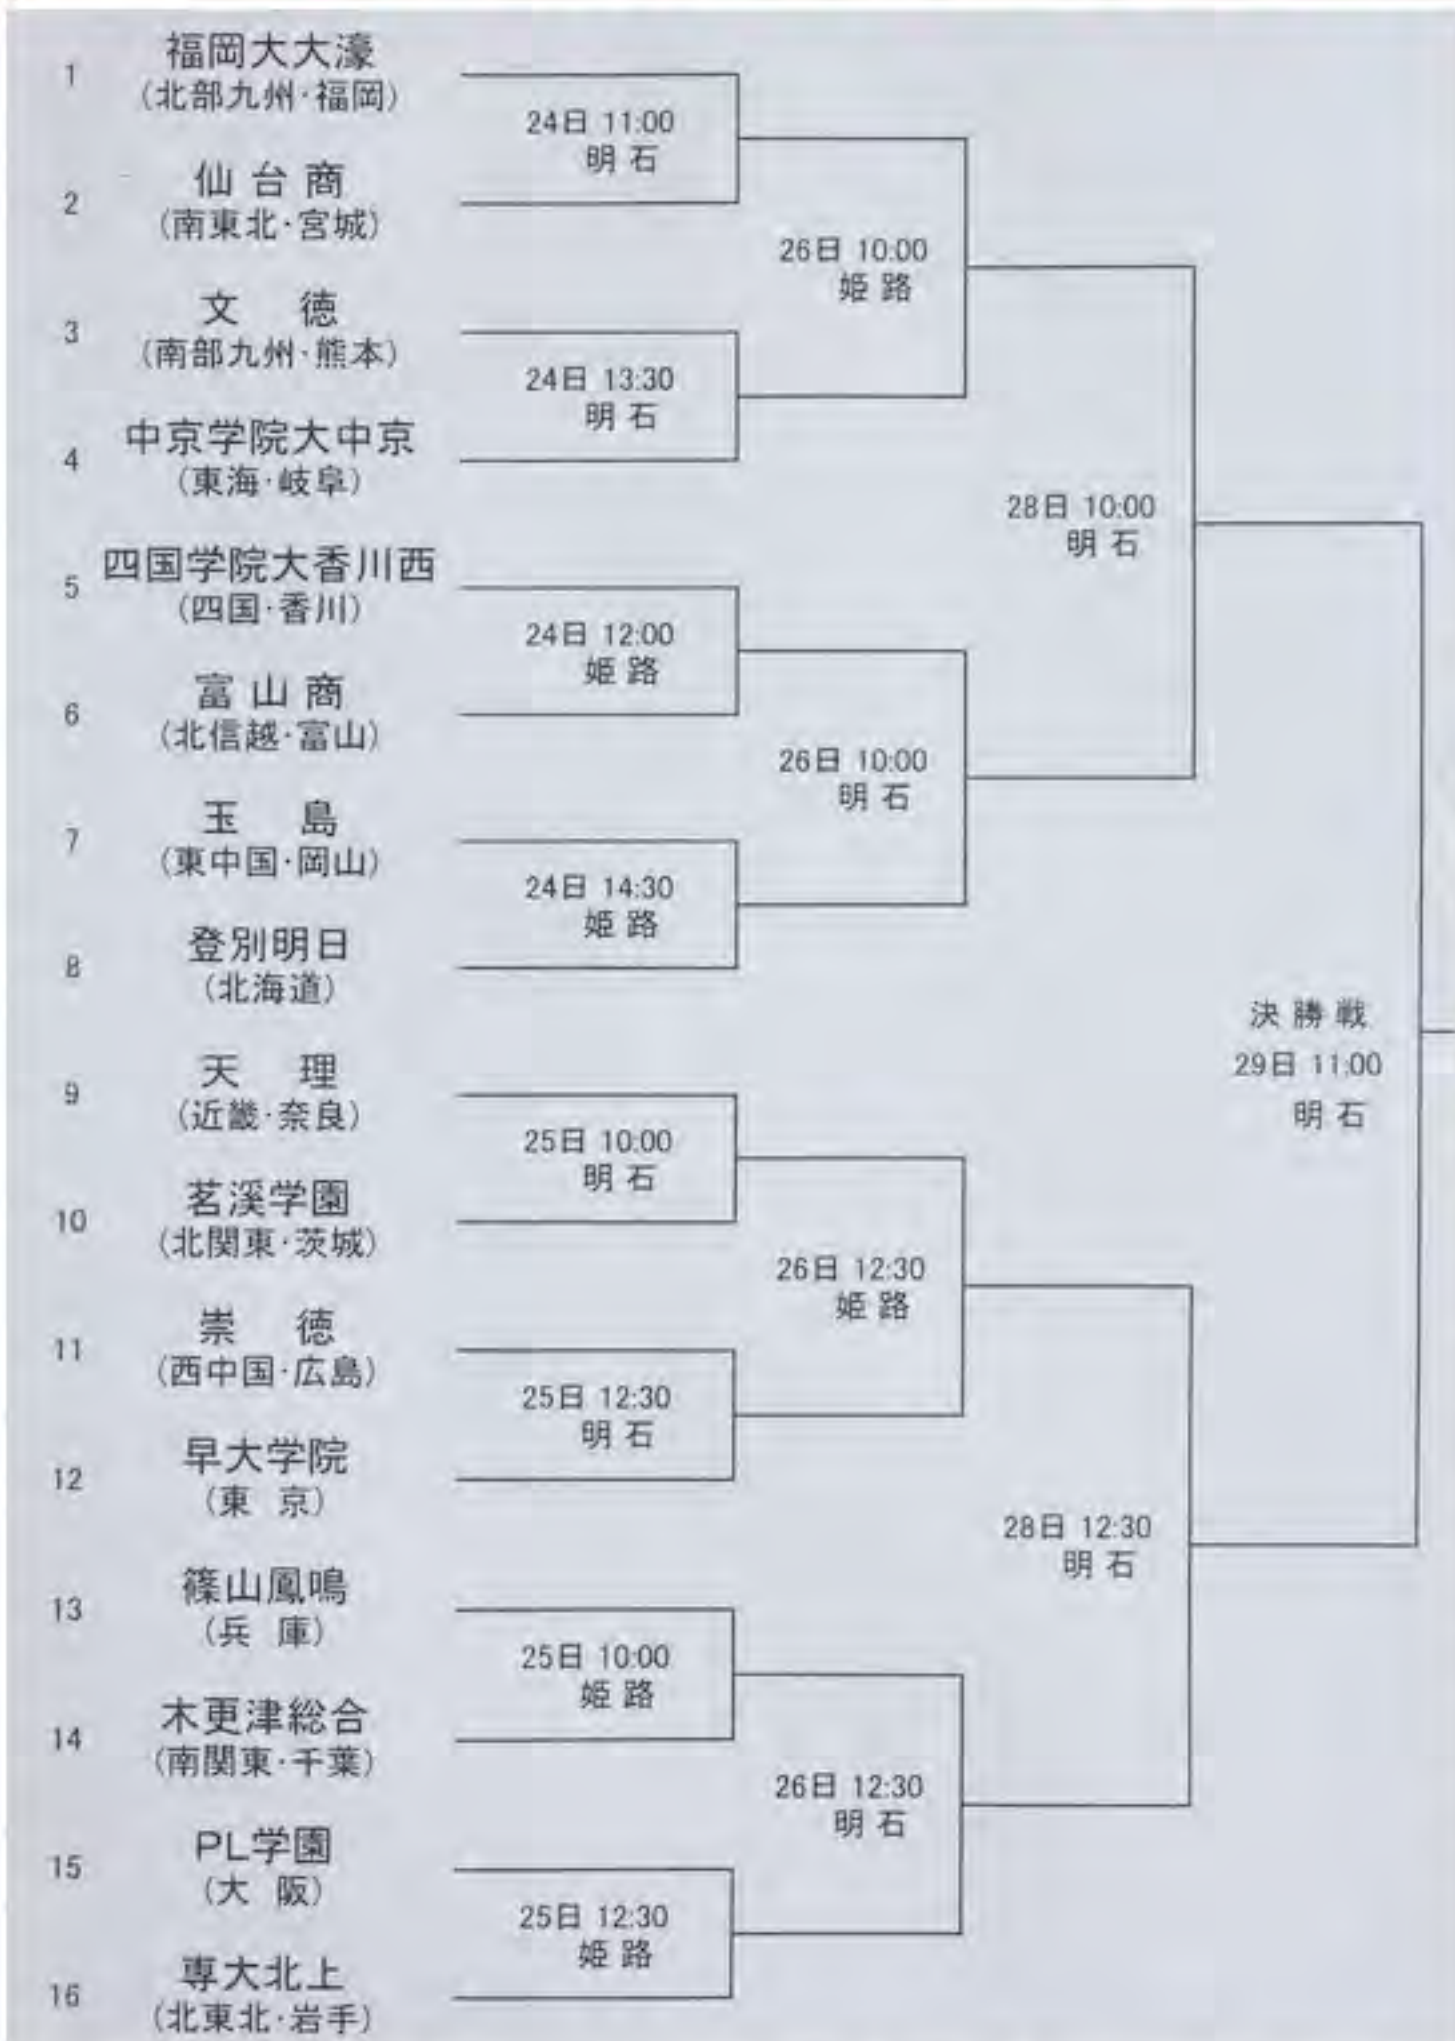 1
福岡大大濠
(北部九州·福岡)
24日 11:00
明 石
2
仙 台 商
(南東北·宮城)
26日 10:00
姫 路
3
文 徳
(南部九州·熊本)
24日 13:30
明 石
4
中京学院大中京
(東海·岐阜)
28日 10:00
明 石
5
四国学院大香川西
(四国·香川)
24日 12:00
姫 路
6
富 山 商
(北信越·富山)
26日 10:00
明 石
7
玉 島
(東中国·岡山)
24日 14:30
姫 路
8
登別明日
(北海道)
決 勝 戦
29日 11:00
明 石
9
天 理
(近畿·奈良)
25日 10:00
明 石
10
茗溪学園
(北関東·茨城)
26日 12:30
姫 路
11
崇 徳
(西中国·広島)
25日 12:30
明 石
12
早大学院
(東 京)
28日 12:30
明 石
13
篠山鳳鳴
(兵 庫)
25日 10:00
姫 路
14
木更津総合
(南関東·千葉)
26日 12:30
明 石
15
PL学園
(大 阪)
25日 12:30
姫 路
16
専大北上
(北東北·岩手)